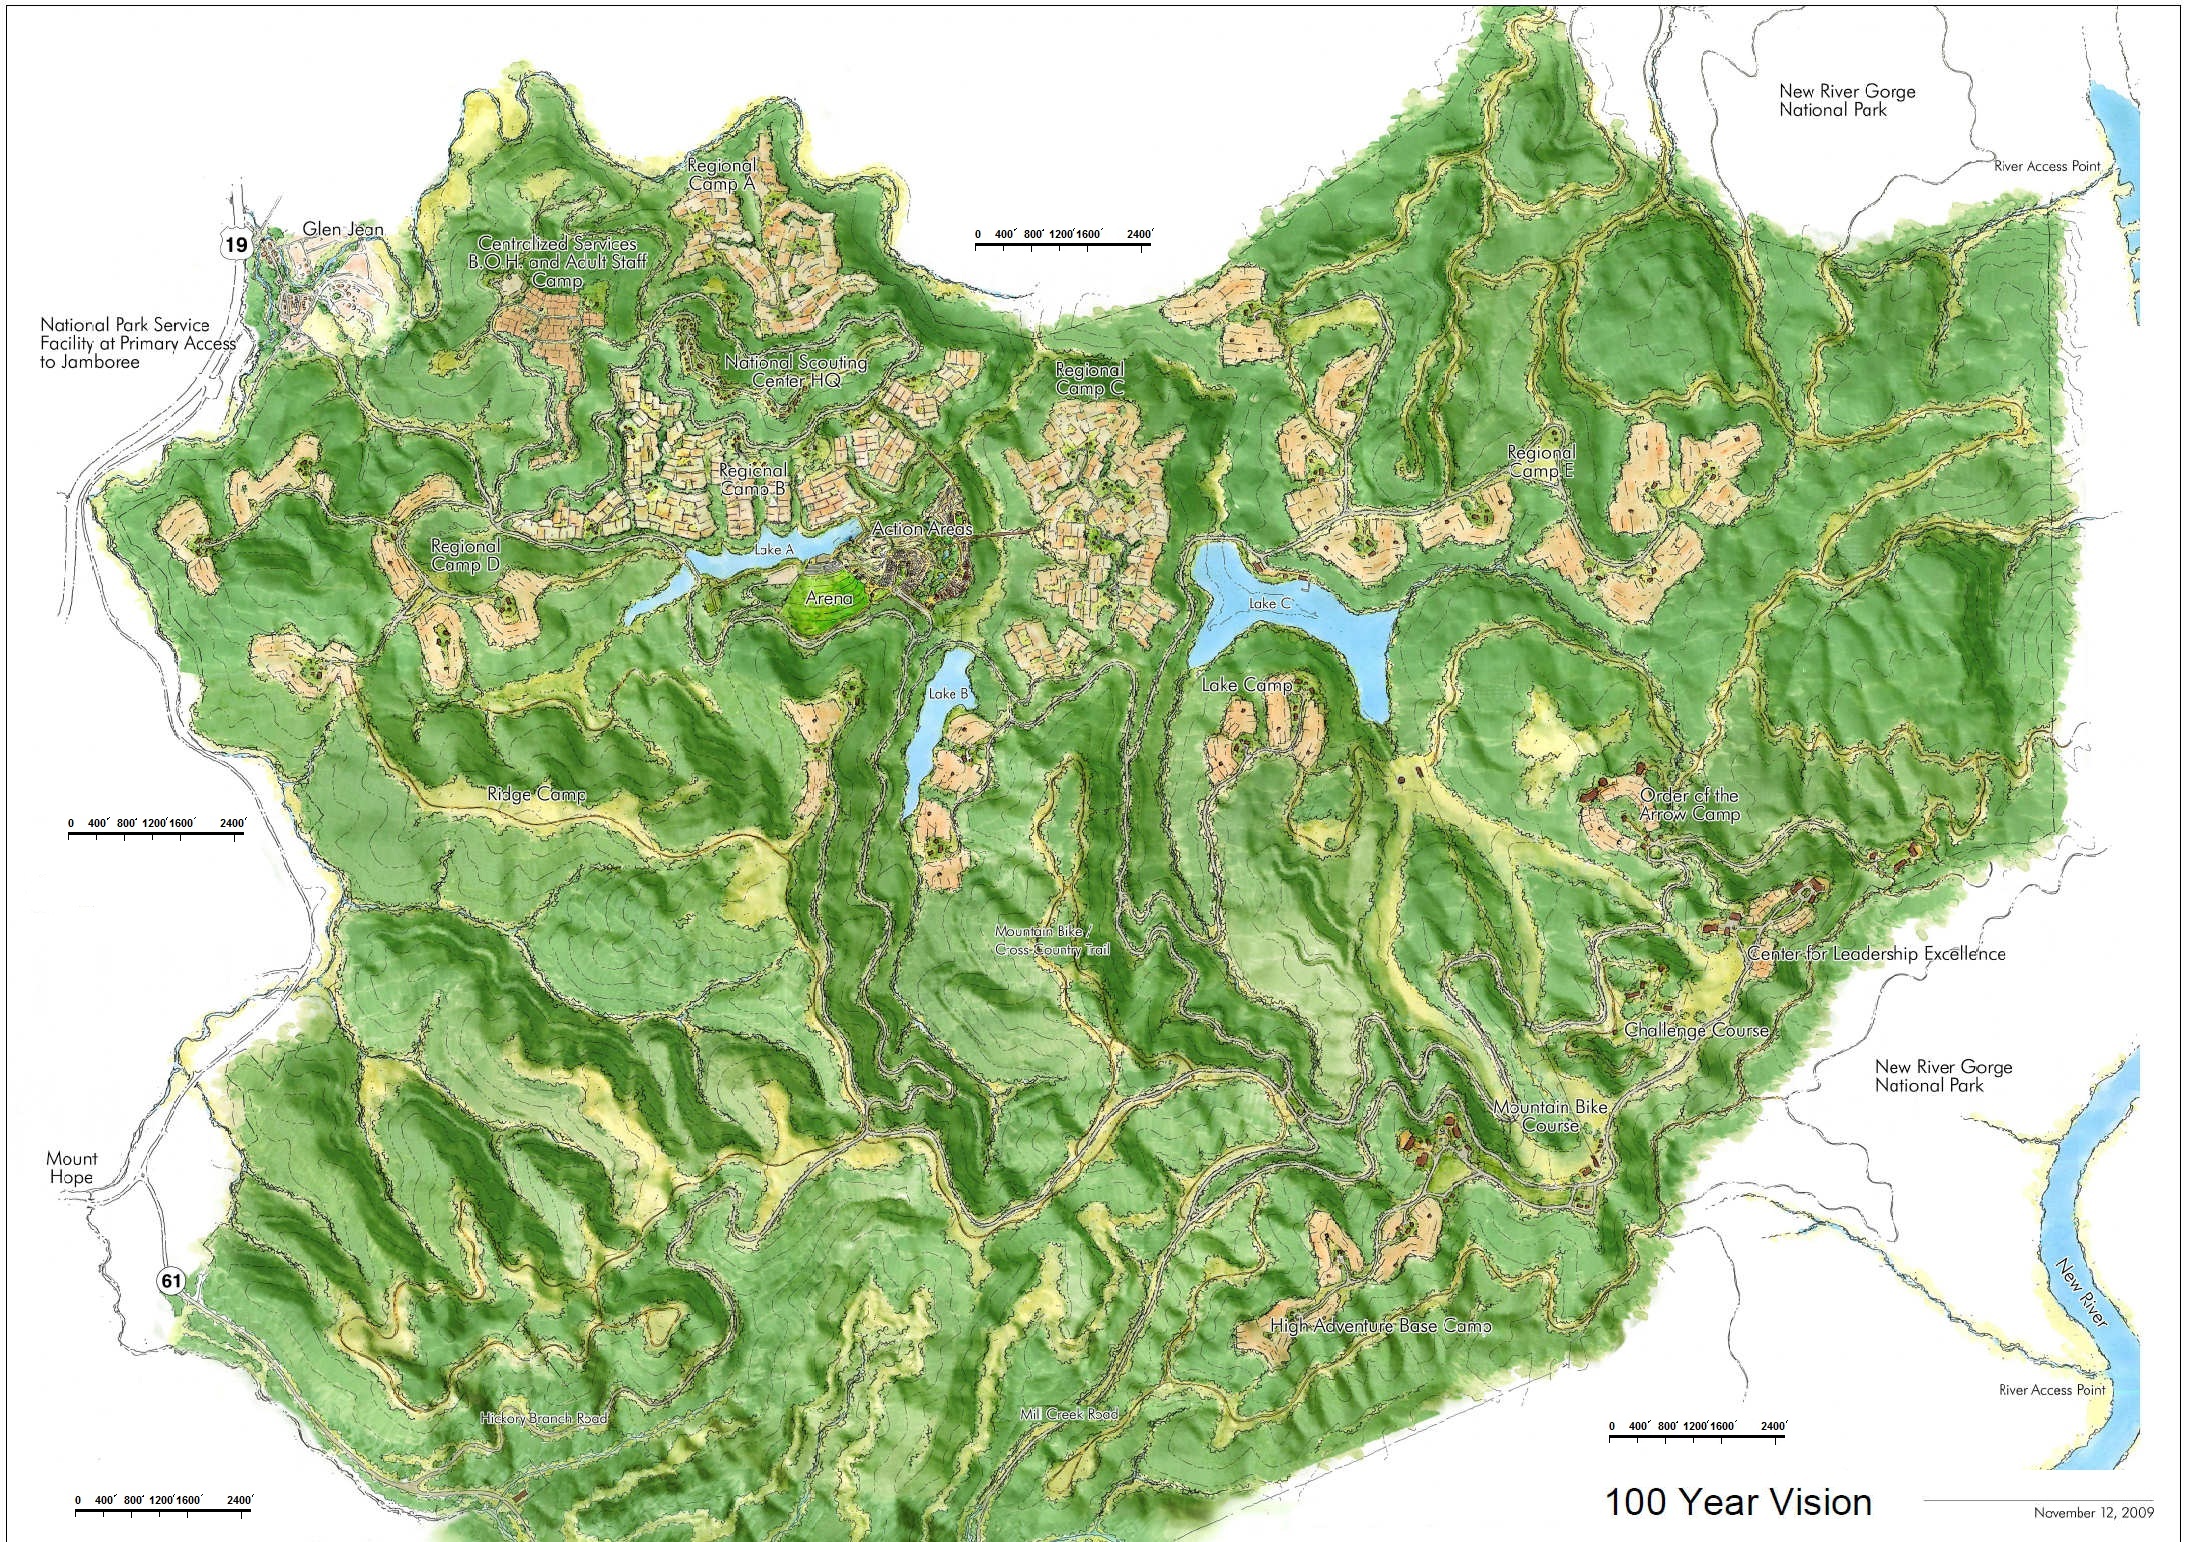 New River Gorge
National Park
River Access Point
Regional
Camp A
0 400' 800' 1200' 1600' 2400'
Glen Jean
19
Centralized Services
B.O.H. and Adult Staff
Camp
National Park Service
Facility at Primary Access
to Jamboree
National Scouting
Center HQ
Regional
Camp C
Regional
Camp B
Regional
Camp E
Action Areas
Lake A
Regional
Camp D
Arena
Lake C
Lake B
Lake Camp
Ridge Camp
0 400' 800' 1200' 1600' 2400'
Order of the
Arrow Camp
Mountain Bike /
Cross-Country Trail
Center for Leadership Excellence
Challenge Course
New River Gorge
National Park
Mountain Bike
Course
Mount
Hope
61
New River
High Adventure Base Camp
River Access Point
Hickory Branch Road
Mill Creek Road
0 400' 800' 1200' 1600' 2400'
0 400' 800' 1200' 1600' 2400'
100 Year Vision
November 12, 2009